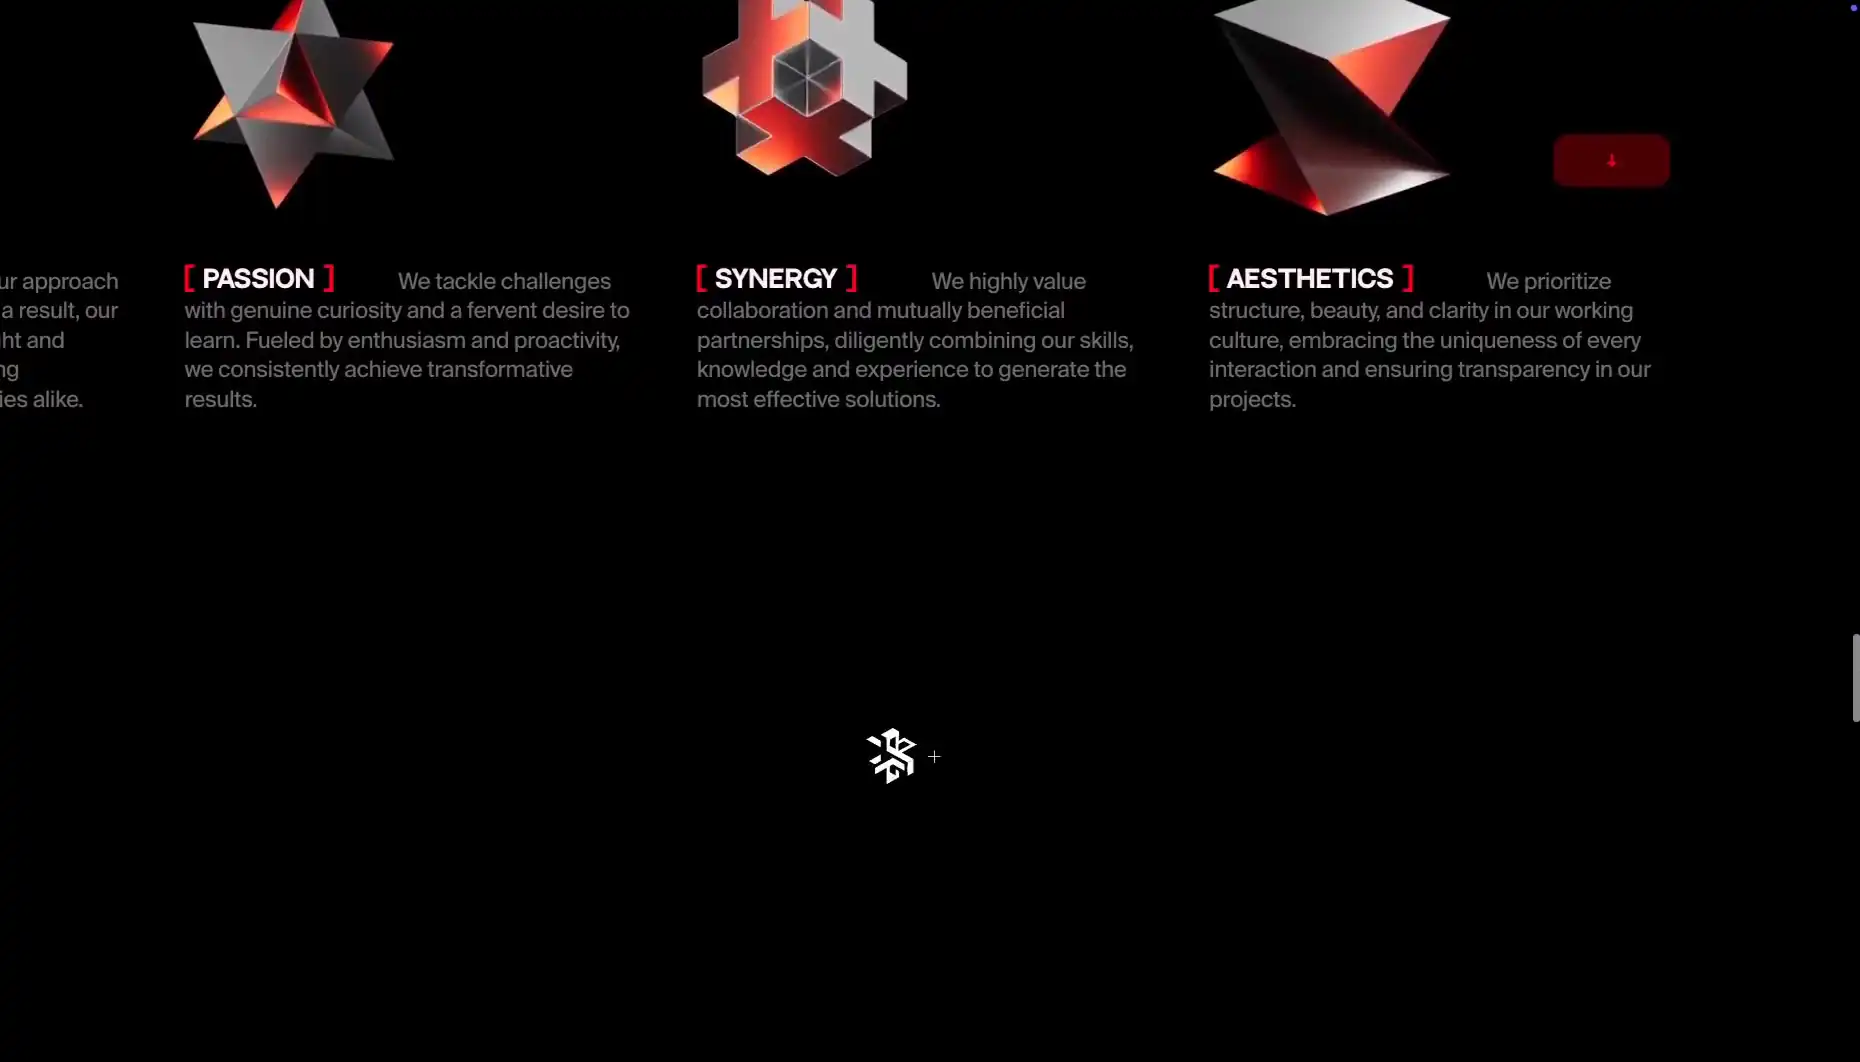 ur approach
a result, our
ht and
ng
ies alike.
[ PASSION ] We tackle challenges
with genuine curiosity and a fervent desire to
learn. Fueled by enthusiasm and proactivity,
we consistently achieve transformative
results.
[ SYNERGY ] We highly value
collaboration and mutually beneficial
partnerships, diligently combining our skills,
knowledge and experience to generate the
most effective solutions.
[ AESTHETICS ] We prioritize
structure, beauty, and clarity in our working
culture, embracing the uniqueness of every
interaction and ensuring transparency in our
projects.